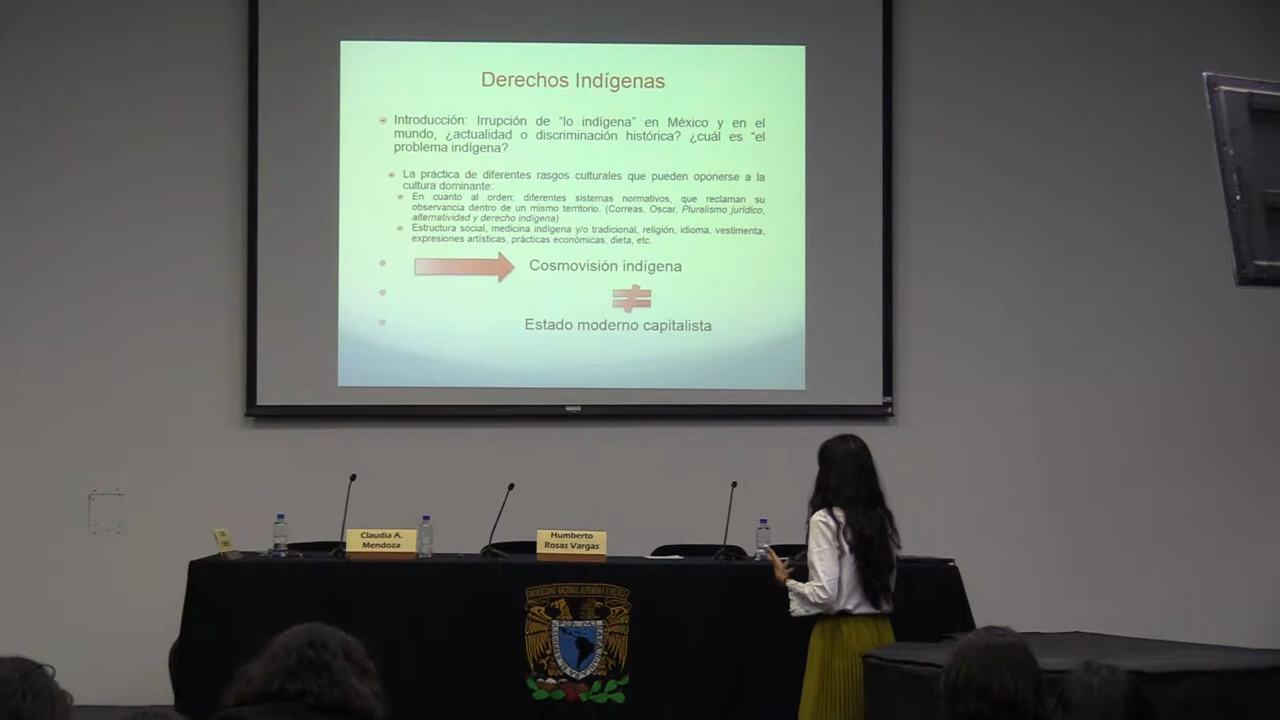 Derechos Indígenas
Introducción: Irrupción de "lo indígena" en México y en el
mundo, ¿actualidad o discriminación histórica? ¿cuál es "el
problema indígena?
La práctica de diferentes rasgos culturales que pueden oponerse a la
cultura dominante:
En cuanto al orden: diferentes sistemas normativos, que reclaman su
observancia dentro de un mismo territorio. (Correas, Oscar, Pluralismo jurídico,
alternatividad y derecho indígena)
Estructura social, medicina indígena y/o tradicional, religión, idioma, vestimenta,
expresiones artísticas, prácticas económicas, dieta, etc.
Cosmovisión indígena
≠
Estado moderno capitalista
Claudia A.
Mendoza
Humberto
Rosas Vargas